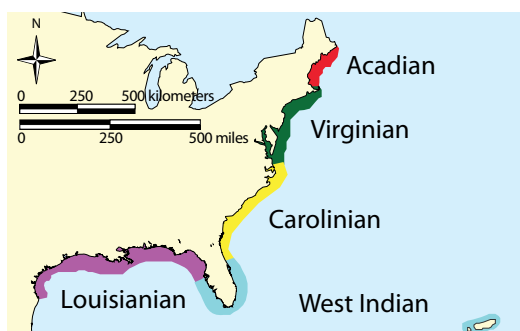 N
Acadian
0 250 500 kilometers
0 250 500 miles
Virginian
Carolinian
Louisianian
West Indian